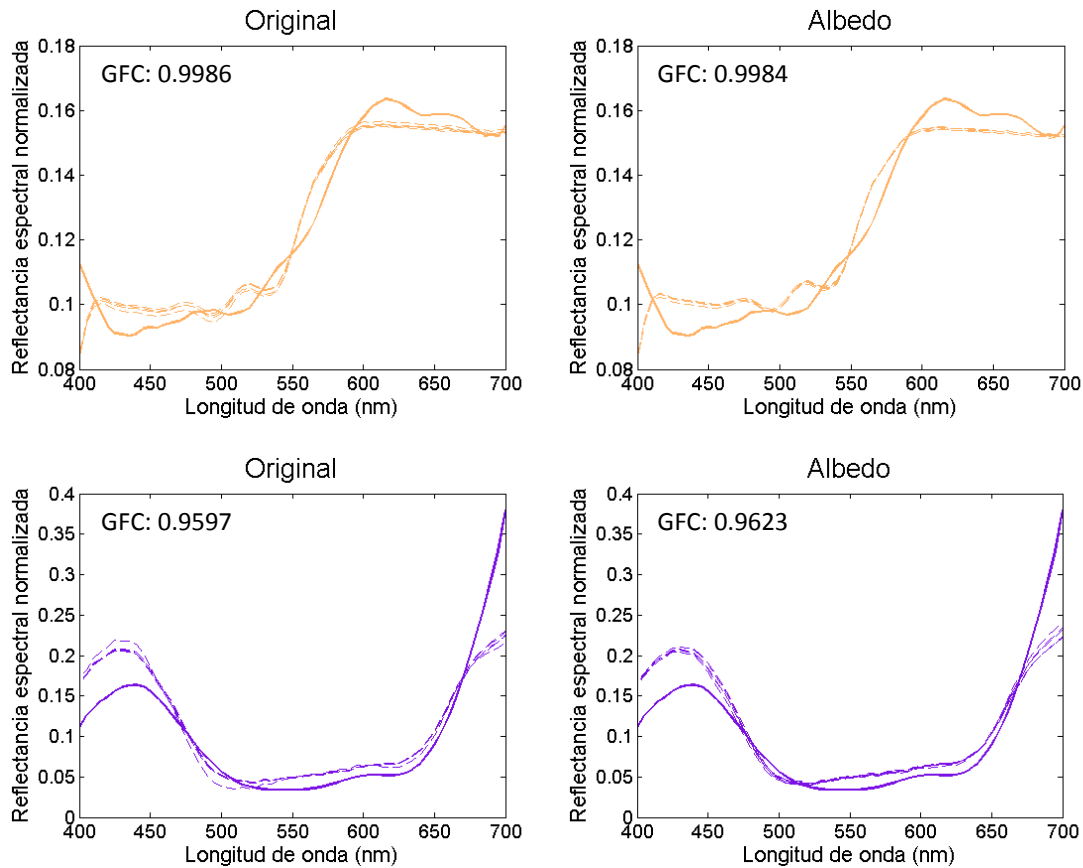 Original
GFC: 0.9986
Reflectancia espectral normalizada
0.18
0.16
0.14
0.12
0.1
0.08
400 450 500 550 600 650 700
Longitud de onda (nm)
Albedo
GFC: 0.9984
Reflectancia espectral normalizada
0.18
0.16
0.14
0.12
0.1
0.08
400 450 500 550 600 650 700
Longitud de onda (nm)
Original
GFC: 0.9597
Reflectancia espectral normalizada
0.4
0.35
0.3
0.25
0.2
0.15
0.1
0.05
0
400 450 500 550 600 650 700
Longitud de onda (nm)
Albedo
GFC: 0.9623
Reflectancia espectral normalizada
0.4
0.35
0.3
0.25
0.2
0.15
0.1
0.05
0
400 450 500 550 600 650 700
Longitud de onda (nm)